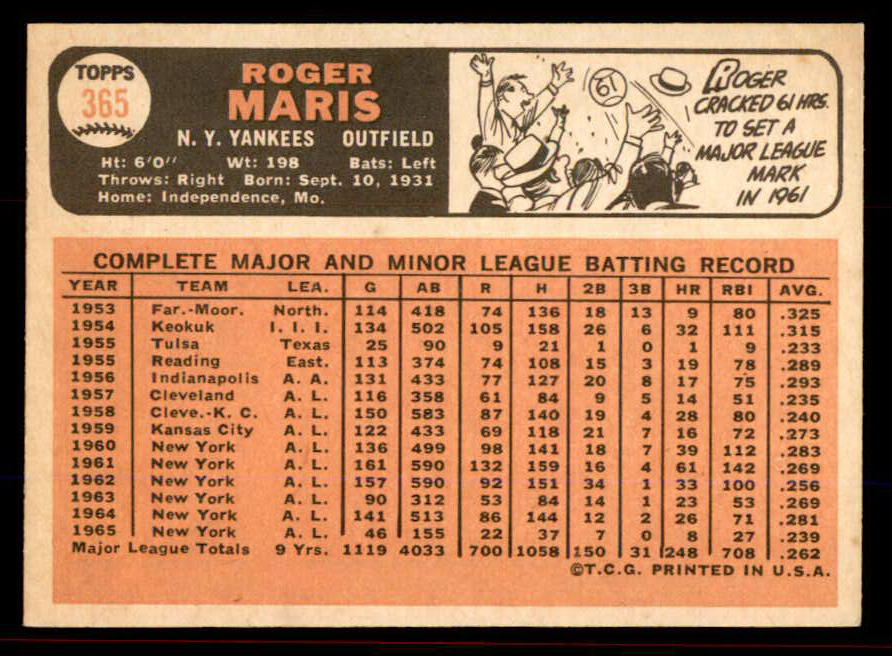 TOPPS
365
ROGER
MARIS
N. Y. YANKEES OUTFIELD
Ht: 6'0" Wt: 198 Bats: Left
Throws: Right Born: Sept. 10, 1931
Home: Independence, Mo.
61
ROGER
CRACKED 61 HRS.
TO SET A
MAJOR LEAGUE
MARK
IN 1961
COMPLETE MAJOR AND MINOR LEAGUE BATTING RECORD
YEAR TEAM LEA. G AB R H 2B 3B HR RBI AVG.
1953 Far.-Moor. North. 114 418 74 136 18 13 9 80 .325
1954 Keokuk I. I. I. 134 502 105 158 26 6 32 111 .315
1955 Tulsa Texas 25 90 9 21 1 0 1 9 .233
1955 Reading East. 113 374 74 108 15 3 19 78 .289
1956 Indianapolis A. A. 131 433 77 127 20 8 17 75 .293
1957 Cleveland A. L. 116 358 61 84 9 5 14 51 .235
1958 Cleve.-K. C. A. L. 150 583 87 140 19 4 28 80 .240
1959 Kansas City A. L. 122 433 69 118 21 7 16 72 .273
1960 New York A. L. 136 499 98 141 18 7 39 112 .283
1961 New York A. L. 161 590 132 159 16 4 61 142 .269
1962 New York A. L. 157 590 92 151 34 1 33 100 .256
1963 New York A. L. 90 312 53 84 14 1 23 53 .269
1964 New York A. L. 141 513 86 144 12 2 26 71 .281
1965 New York A. L. 46 155 22 37 7 0 8 27 .239
Major League Totals 9 Yrs. 1119 4033 700 1058 150 31 248 708 .262
©T.C.G. PRINTED IN U.S.A.